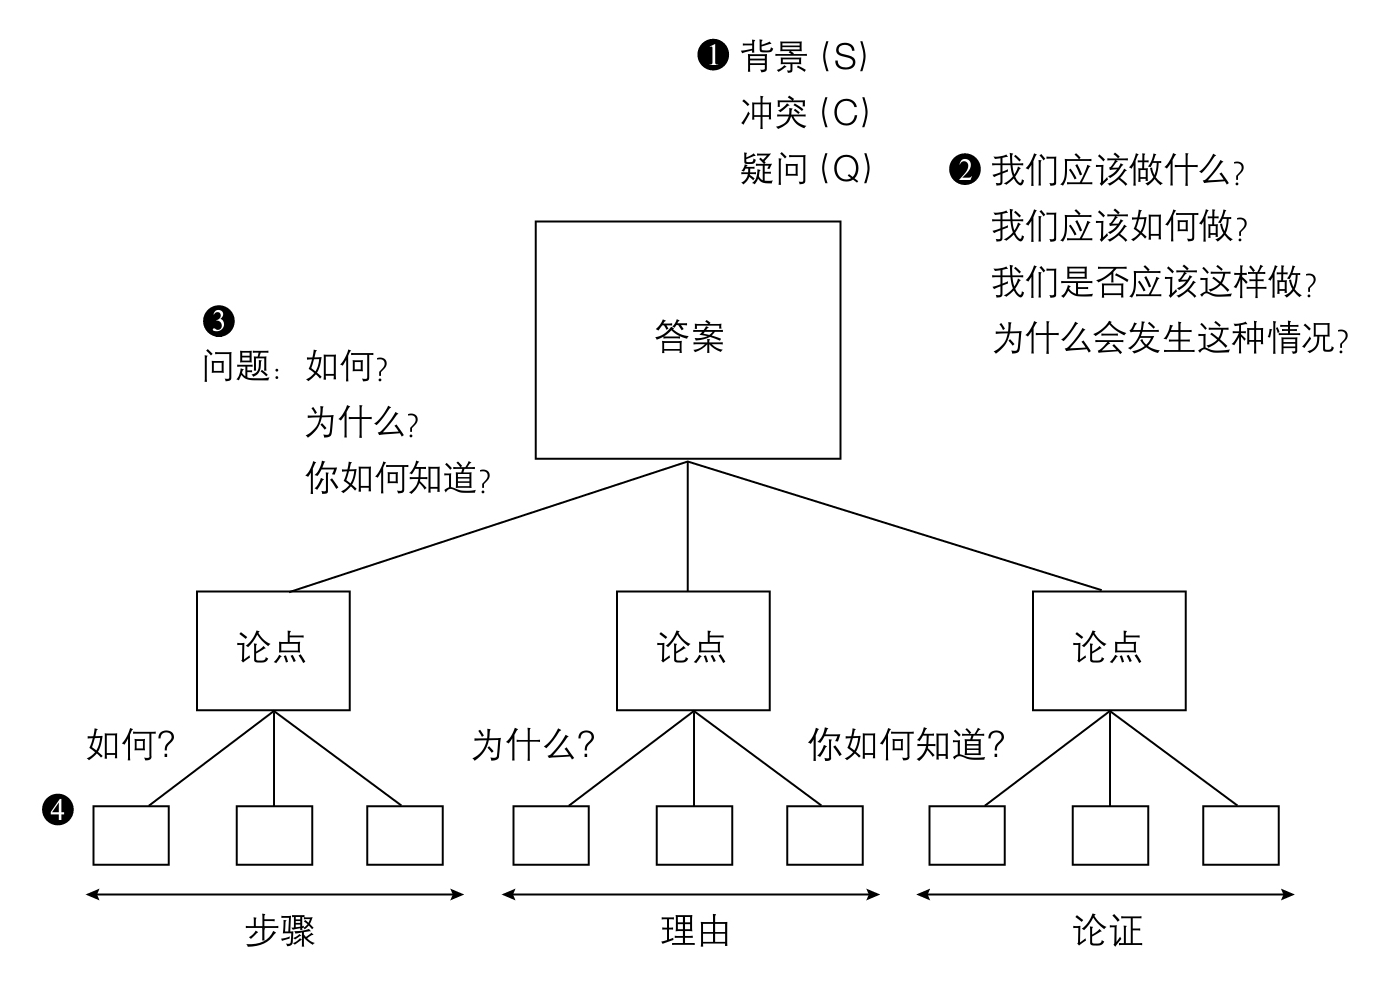 ❶ 背景 (S)
冲突 (C)
疑问 (Q)
❷ 我们应该做什么?
我们应该如何做?
我们是否应该这样做?
为什么会发生这种情况?
答案
❸
问题: 如何?
为什么?
你如何知道?
论点
论点
论点
如何?
为什么?
你如何知道?
❹
步骤
理由
论证